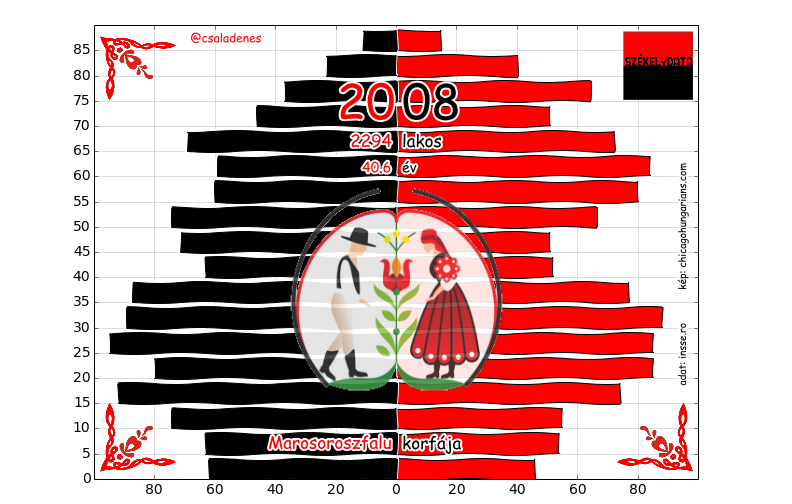 @csaladenes
SZÉKELYDATA
2008
2294 lakos
40.6 év
kép: chicagohungarians.com
adat: insse.ro
Marosoroszfalu korfája
85
80
75
70
65
60
55
50
45
40
35
30
25
20
15
10
5
0
80 60 40 20 0 20 40 60 80